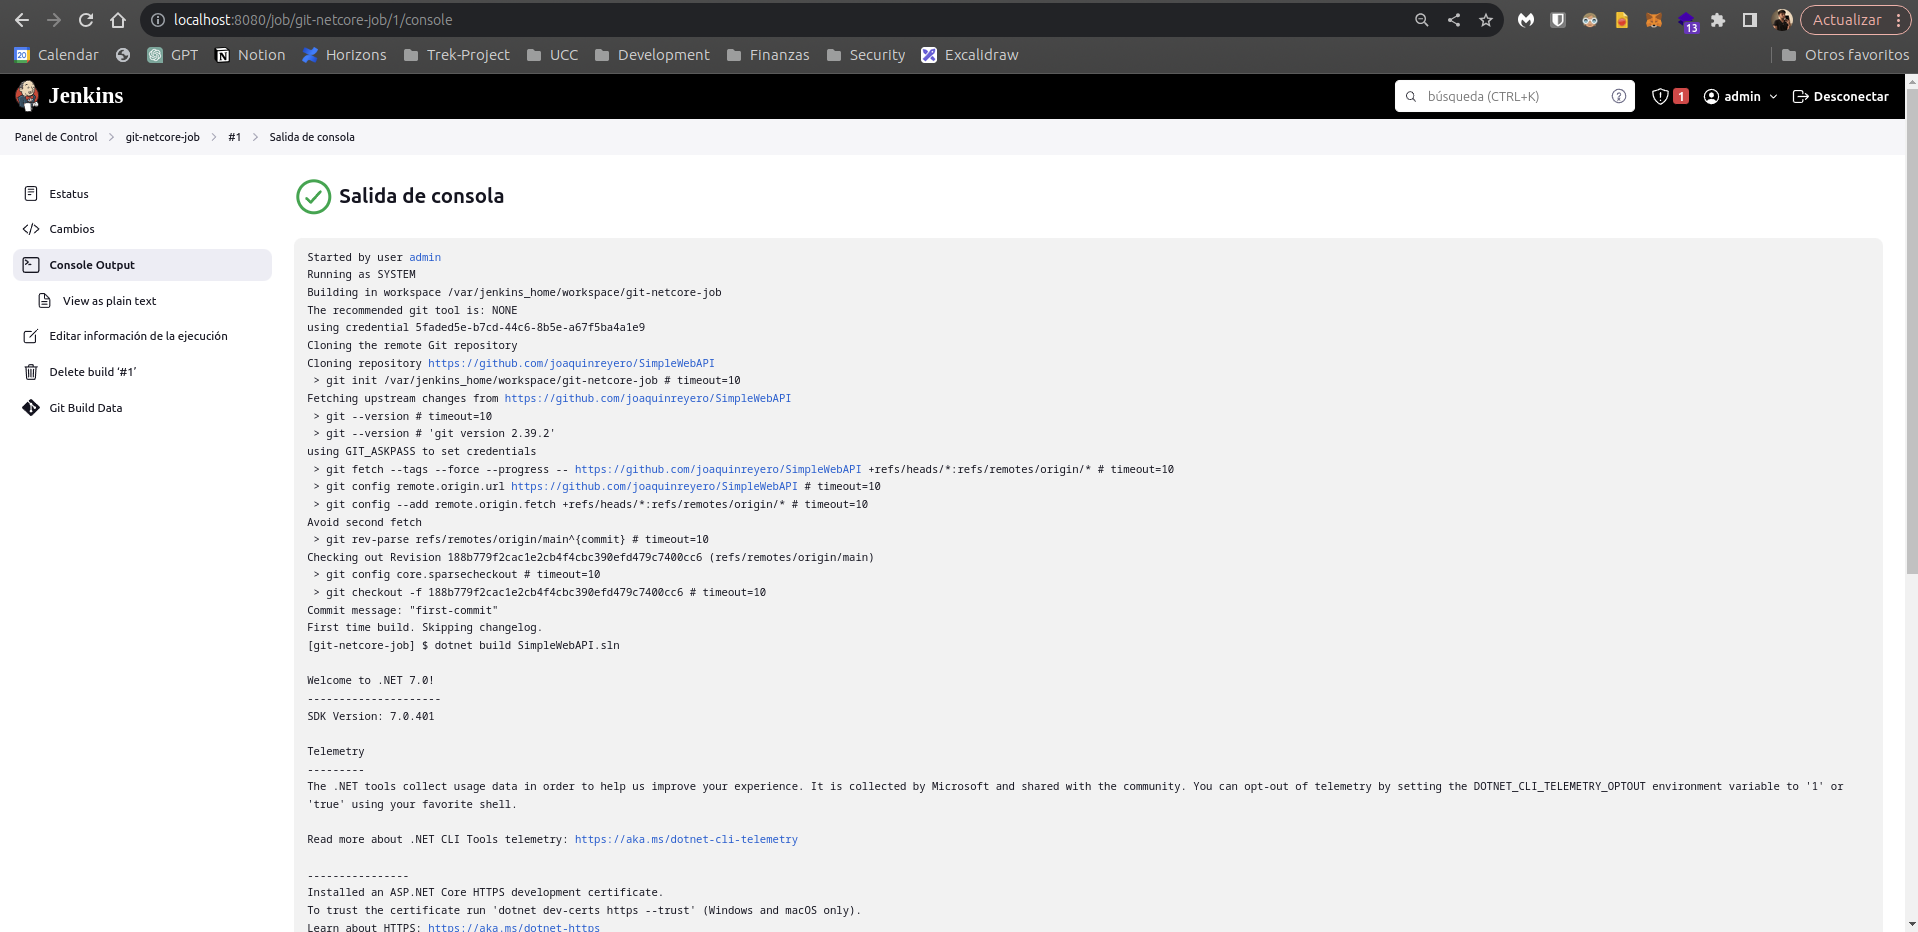 localhost:8080/job/git-netcore-job/1/console
13
Actualizar
20 Calendar
GPT
Notion
Horizons
Trek-Project
UCC
Development
Finanzas
Security
Excalidraw
Otros favoritos
Jenkins
búsqueda (CTRL+K)
1
admin
Desconectar
Panel de Control
git-netcore-job
#1
Salida de consola
Estatus
Cambios
Console Output
View as plain text
Editar información de la ejecución
Delete build ‘#1’
Git Build Data
Salida de consola
Started by user admin
Running as SYSTEM
Building in workspace /var/jenkins_home/workspace/git-netcore-job
The recommended git tool is: NONE
using credential 5faded5e-b7cd-44c6-8b5e-a67f5ba4a1e9
Cloning the remote Git repository
Cloning repository https://github.com/joaquinreyero/SimpleWebAPI
> git init /var/jenkins_home/workspace/git-netcore-job # timeout=10
Fetching upstream changes from https://github.com/joaquinreyero/SimpleWebAPI
> git --version # timeout=10
> git --version # 'git version 2.39.2'
using GIT_ASKPASS to set credentials
> git fetch --tags --force --progress -- https://github.com/joaquinreyero/SimpleWebAPI +refs/heads/*:refs/remotes/origin/* # timeout=10
> git config remote.origin.url https://github.com/joaquinreyero/SimpleWebAPI # timeout=10
> git config --add remote.origin.fetch +refs/heads/*:refs/remotes/origin/* # timeout=10
Avoid second fetch
> git rev-parse refs/remotes/origin/main^{commit} # timeout=10
Checking out Revision 188b779f2cac1e2cb4f4cbc390efd479c7400cc6 (refs/remotes/origin/main)
> git config core.sparsecheckout # timeout=10
> git checkout -f 188b779f2cac1e2cb4f4cbc390efd479c7400cc6 # timeout=10
Commit message: "first-commit"
First time build. Skipping changelog.
[git-netcore-job] $ dotnet build SimpleWebAPI.sln
Welcome to .NET 7.0!
---------------------
SDK Version: 7.0.401
Telemetry
---------
The .NET tools collect usage data in order to help us improve your experience. It is collected by Microsoft and shared with the community. You can opt-out of telemetry by setting the DOTNET_CLI_TELEMETRY_OPTOUT environment variable to '1' or
'true' using your favorite shell.
Read more about .NET CLI Tools telemetry: https://aka.ms/dotnet-cli-telemetry
----------------
Installed an ASP.NET Core HTTPS development certificate.
To trust the certificate run 'dotnet dev-certs https --trust' (Windows and macOS only).
Learn about HTTPS: https://aka.ms/dotnet-https